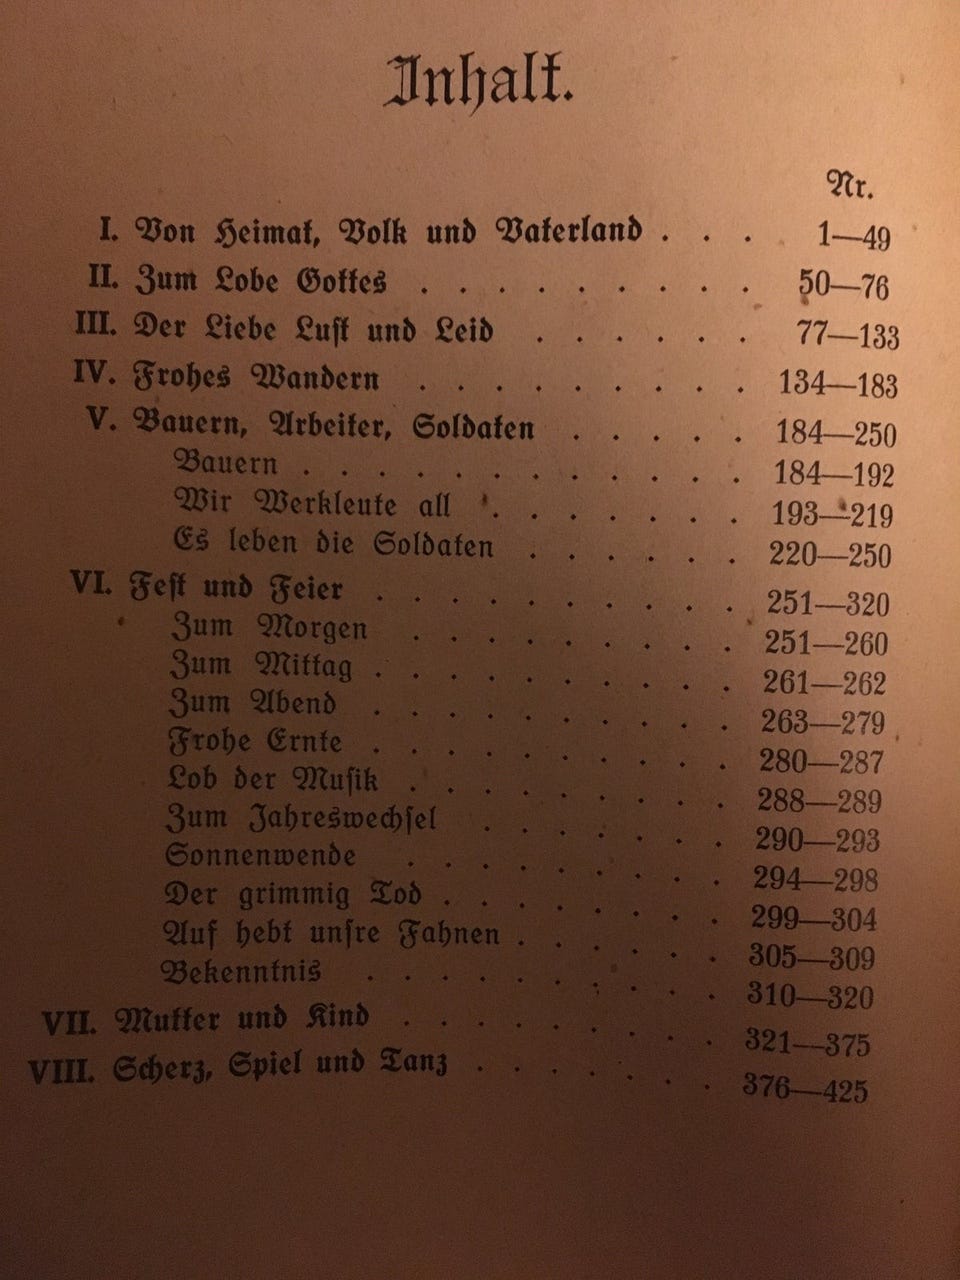 Inhalt.
Nr.
I. Von Heimat, Volk und Vaterland . . . 1—49
II. Zum Lobe Gottes . . . . . . . . . 50—76
III. Der Liebe Lust und Leid . . . . . . 77—133
IV. Frohes Wandern . . . . . . . . . 134—183
V. Bauern, Arbeiter, Soldaten . . . . . 184—250
Bauern . . . . . . . . . . . . 184—192
Wir Werkleute all . . . . . . . 193—219
Es leben die Soldaten . . . . . . 220—250
VI. Fest und Feier . . . . . . . . . . 251—320
Zum Morgen . . . . . . . . . 251—260
Zum Mittag . . . . . . . . . . 261—262
Zum Abend . . . . . . . . . . 263—279
Frohe Ernte . . . . . . . . . . 280—287
Lob der Musik . . . . . . . . . 288—289
Zum Jahreswechsel . . . . . . . 290—293
Sonnenwende . . . . . . . . . 294—298
Der grimmig Tod . . . . . . . . 299—304
Auf hebt unsre Fahnen . . . . . . 305—309
Bekenntnis . . . . . . . . . . 310—320
VII. Mutter und Kind . . . . . . . . . 321—375
VIII. Scherz, Spiel und Tanz . . . . . . . 376—425